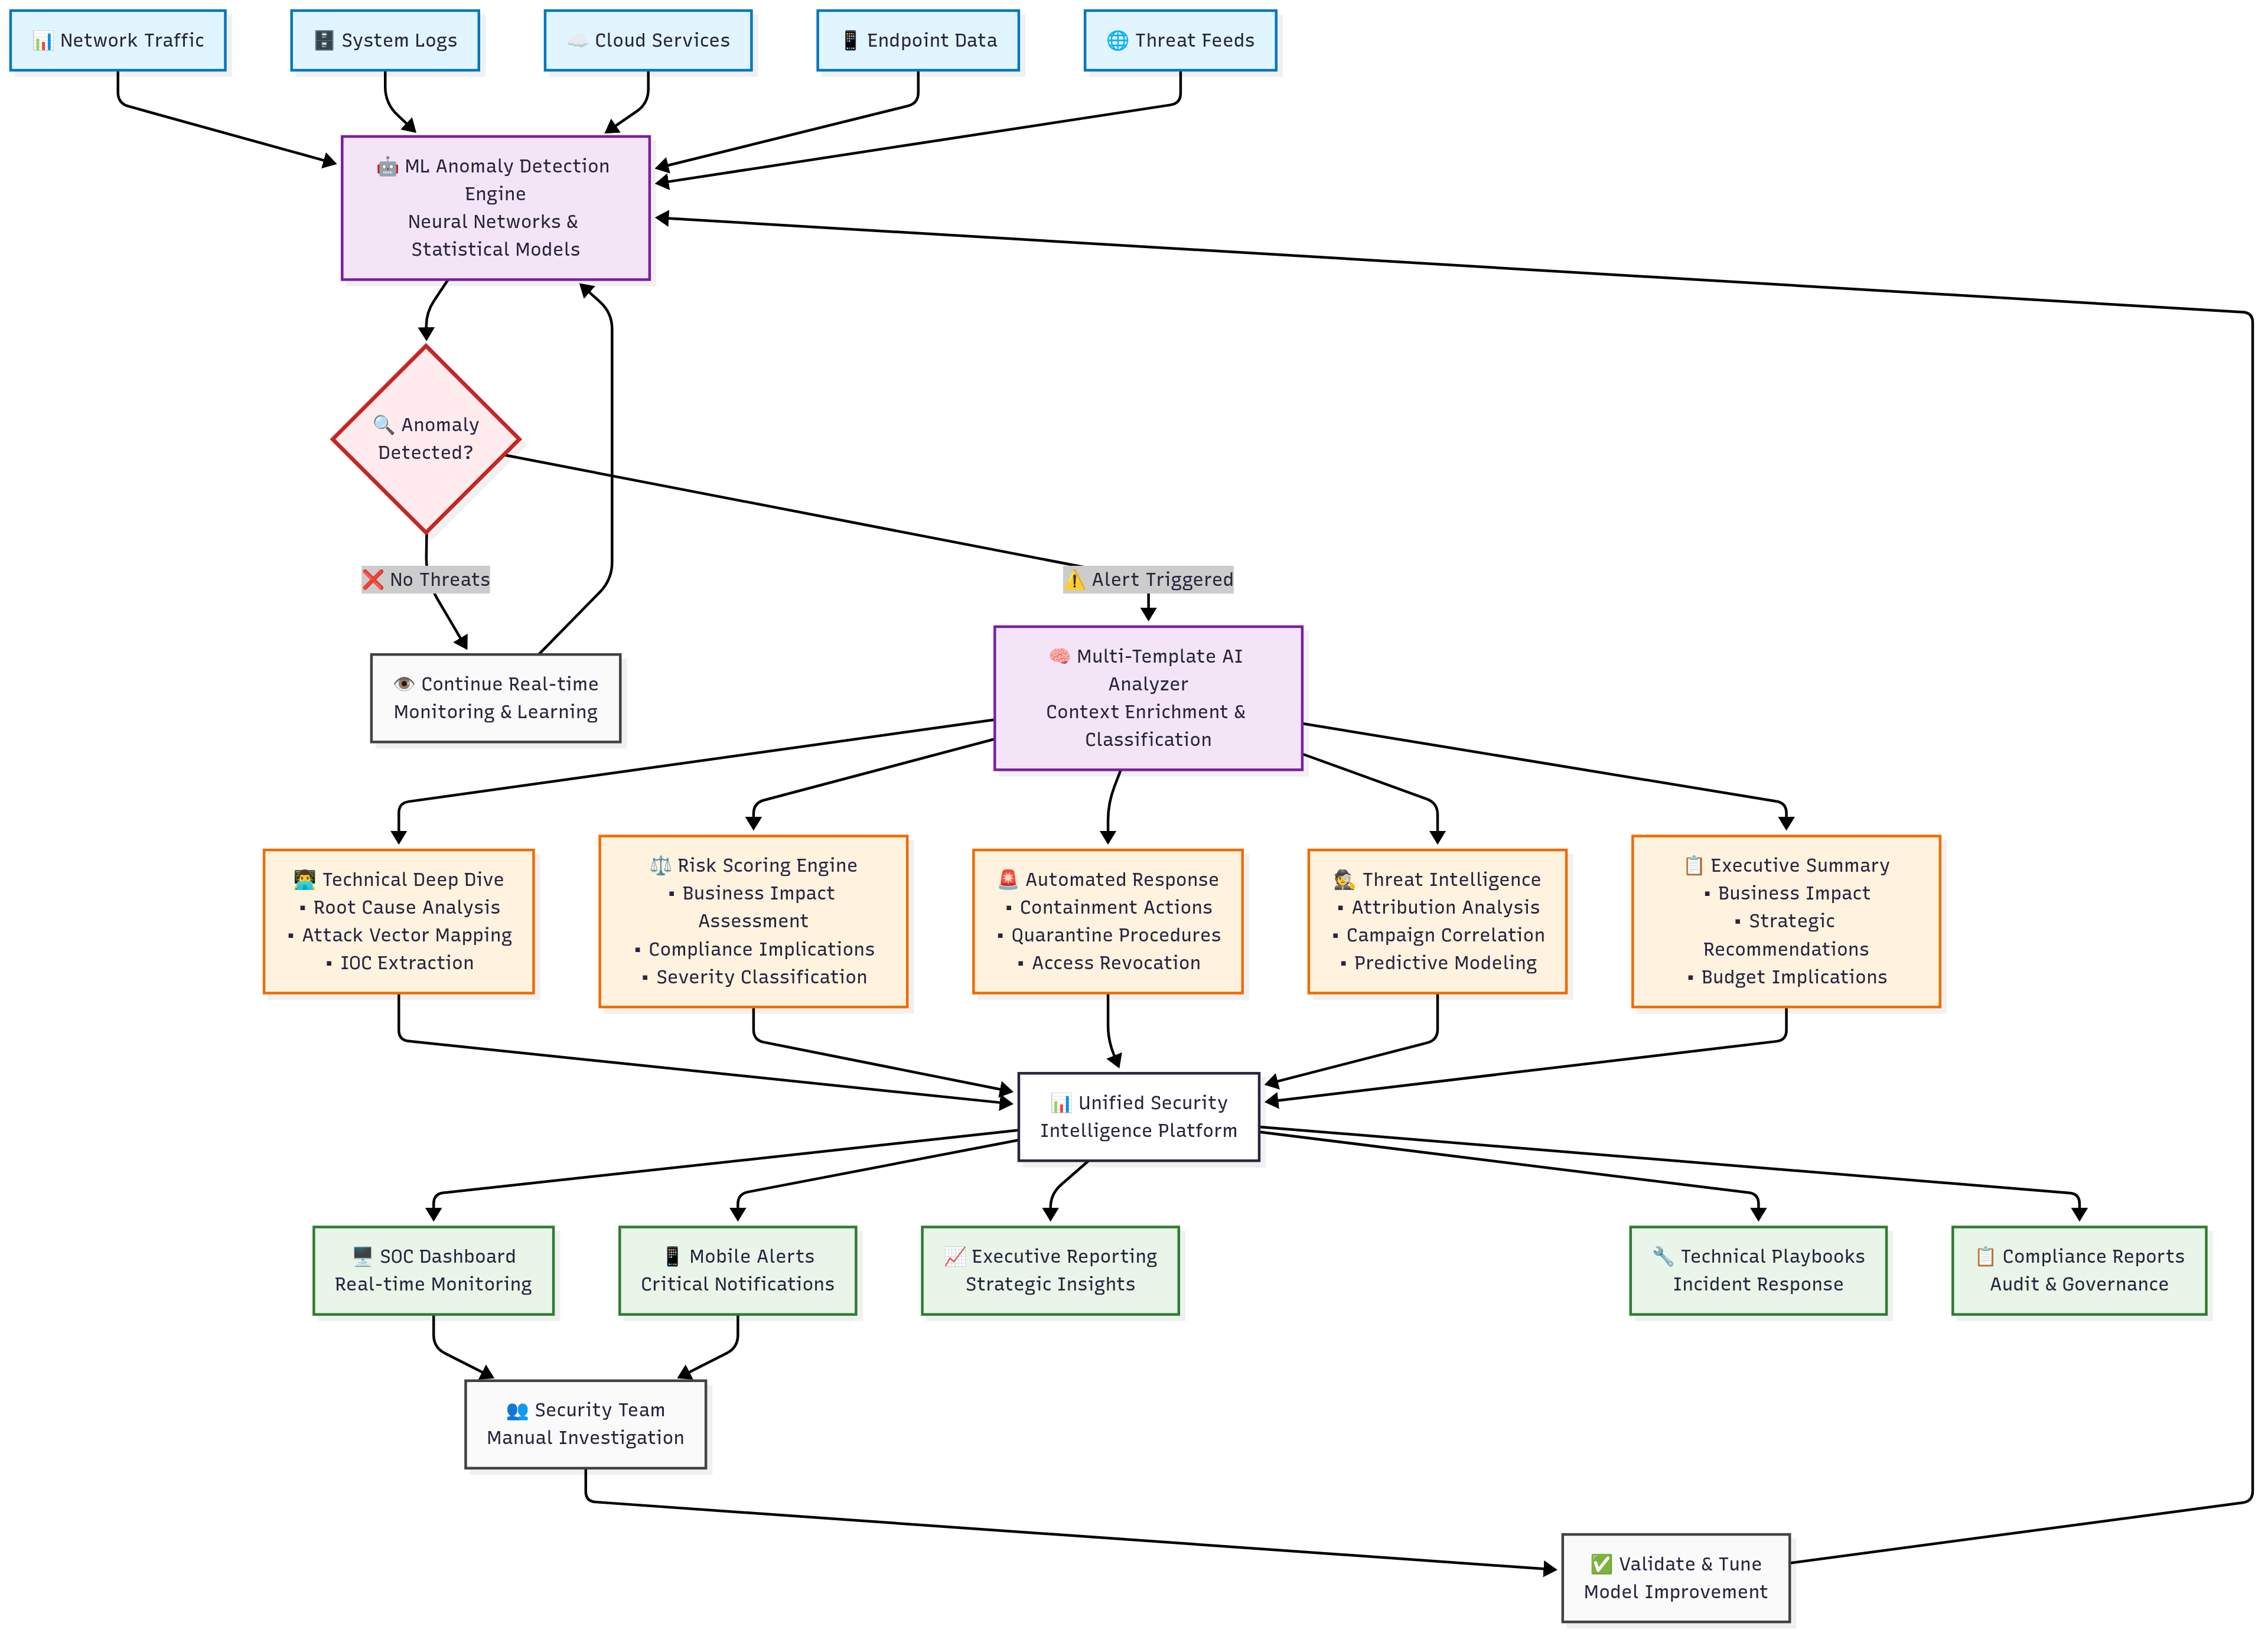 📊 Network Traffic
🗄️ System Logs
☁️ Cloud Services
📱 Endpoint Data
🌐 Threat Feeds
🤖 ML Anomaly Detection
Engine
Neural Networks &
Statistical Models
🔍 Anomaly
Detected?
❌ No Threats
⚠️ Alert Triggered
👁️ Continue Real-time
Monitoring & Learning
🧠 Multi-Template AI
Analyzer
Context Enrichment &
Classification
👨‍💻 Technical Deep Dive
▪ Root Cause Analysis
▪ Attack Vector Mapping
▪ IOC Extraction
⚖️ Risk Scoring Engine
▪ Business Impact
Assessment
▪ Compliance Implications
▪ Severity Classification
🚨 Automated Response
▪ Containment Actions
▪ Quarantine Procedures
▪ Access Revocation
🕵️ Threat Intelligence
▪ Attribution Analysis
▪ Campaign Correlation
▪ Predictive Modeling
📋 Executive Summary
▪ Business Impact
▪ Strategic
Recommendations
▪ Budget Implications
📊 Unified Security
Intelligence Platform
🖥️ SOC Dashboard
Real-time Monitoring
📱 Mobile Alerts
Critical Notifications
📈 Executive Reporting
Strategic Insights
🔧 Technical Playbooks
Incident Response
📋 Compliance Reports
Audit & Governance
👥 Security Team
Manual Investigation
✅ Validate & Tune
Model Improvement